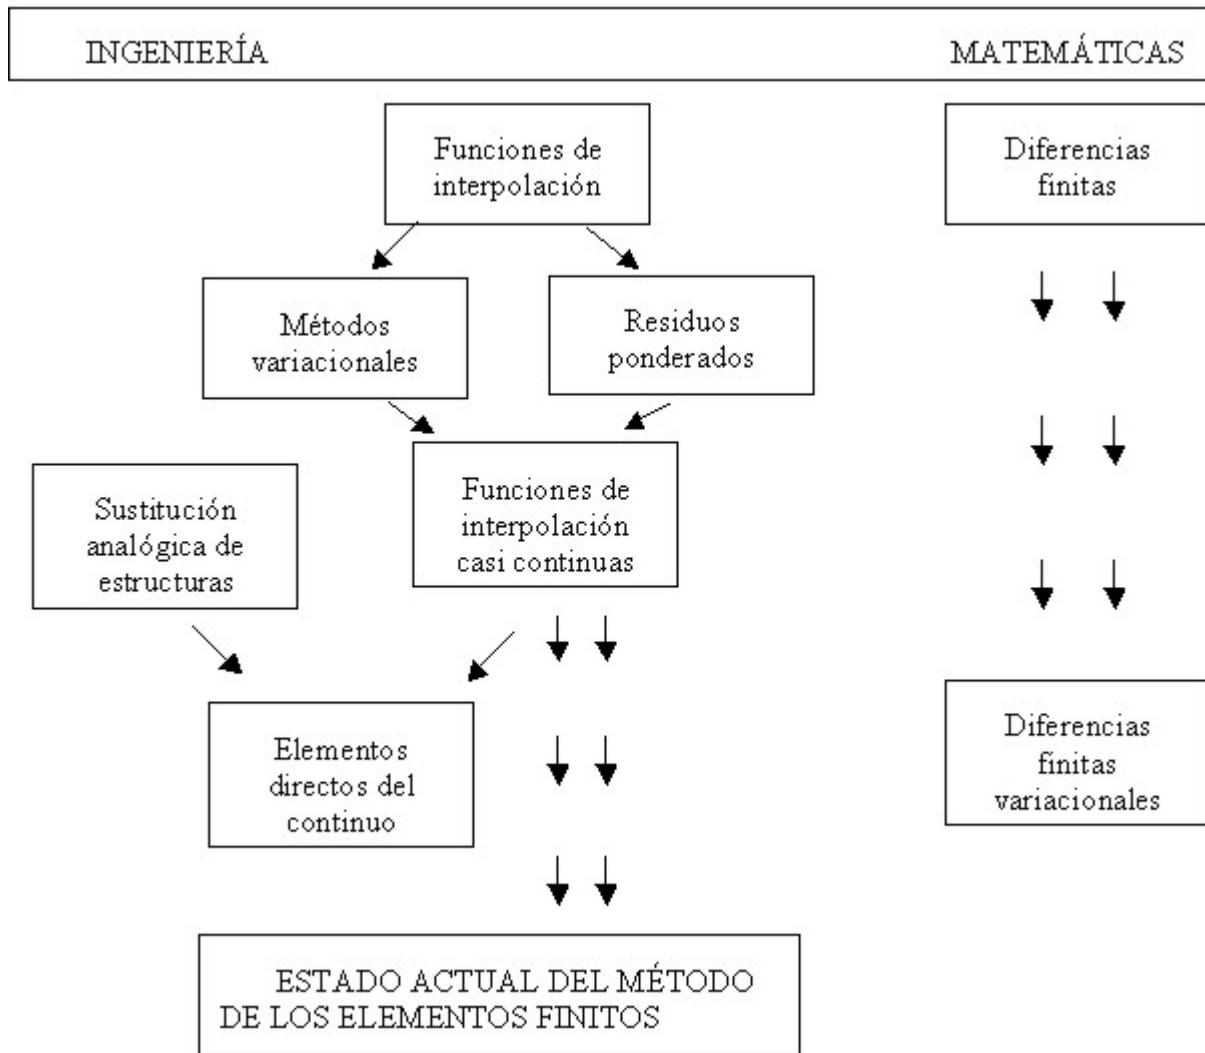 INGENIERÍA
MATEMÁTICAS
Funciones de
interpolación
Diferencias
finitas
Métodos
variacionales
Residuos
ponderados
Sustitución
analógica de
estructuras
Funciones de
interpolación
casi continuas
Elementos
directos del
continuo
Diferencias
finitas
variacionales
ESTADO ACTUAL DEL MÉTODO
DE LOS ELEMENTOS FINITOS